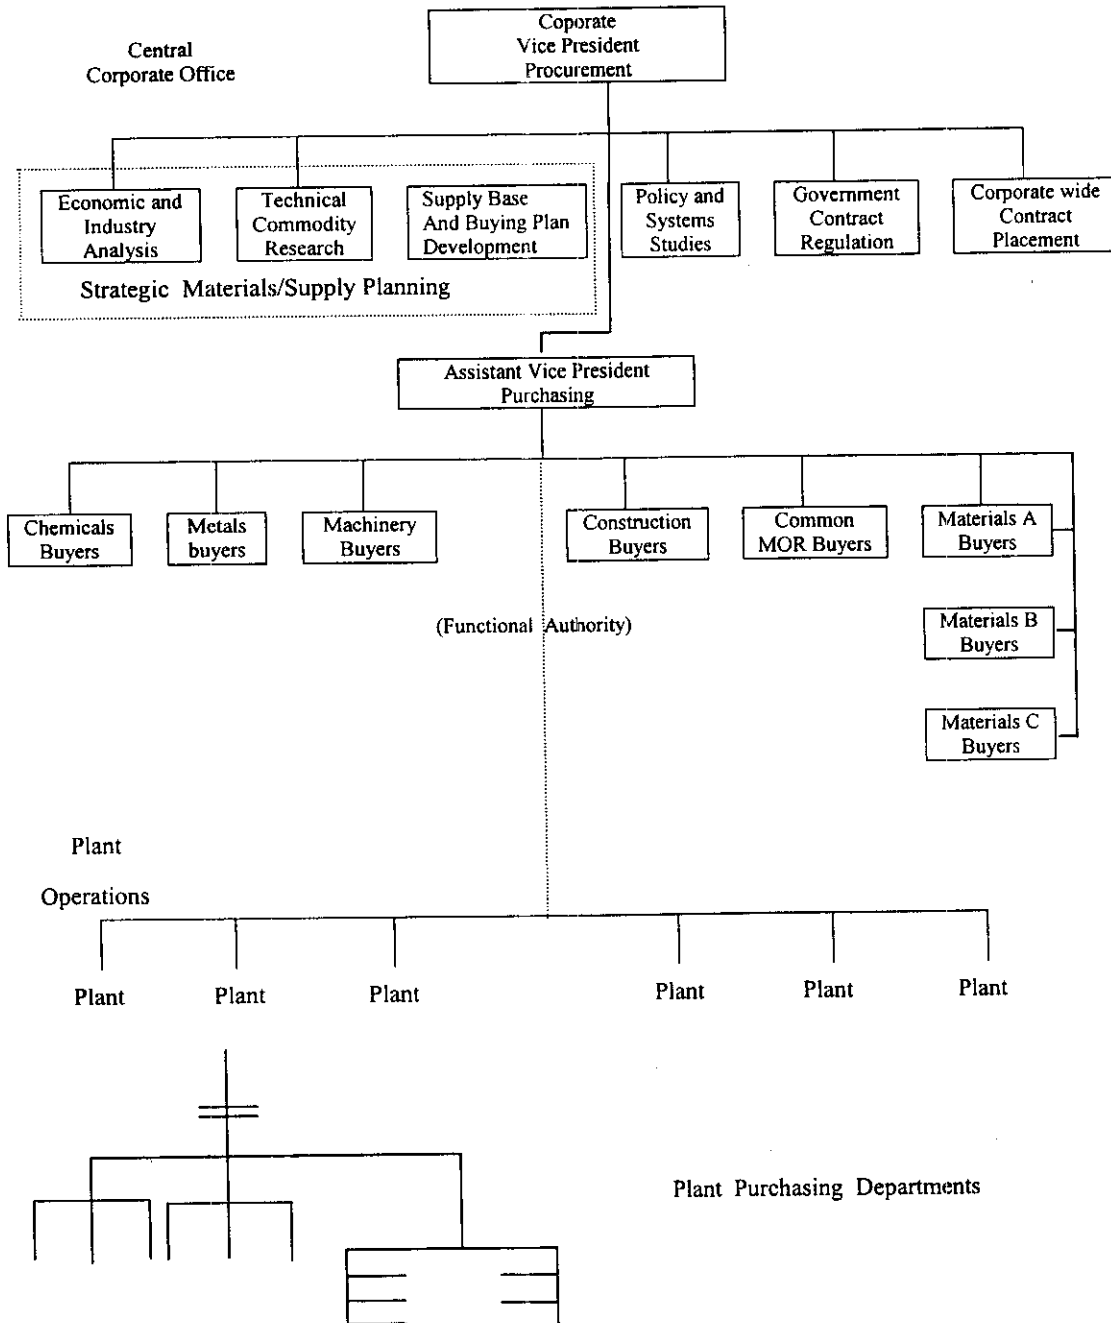 Coporate
Vice President
Procurement
Central
Corporate Office
Economic and
Industry
Analysis
Technical
Commodity
Research
Supply Base
And Buying Plan
Development
Policy and
Systems
Studies
Government
Contract
Regulation
Corporate wide
Contract
Placement
Strategic Materials/Supply Planning
Assistant Vice President
Purchasing
Chemicals
Buyers
Metals
buyers
Machinery
Buyers
Construction
Buyers
Common
MOR Buyers
Materials A
Buyers
(Functional Authority)
Materials B
Buyers
Materials C
Buyers
Plant
Operations
Plant
Plant
Plant
Plant
Plant
Plant
Plant Purchasing Departments